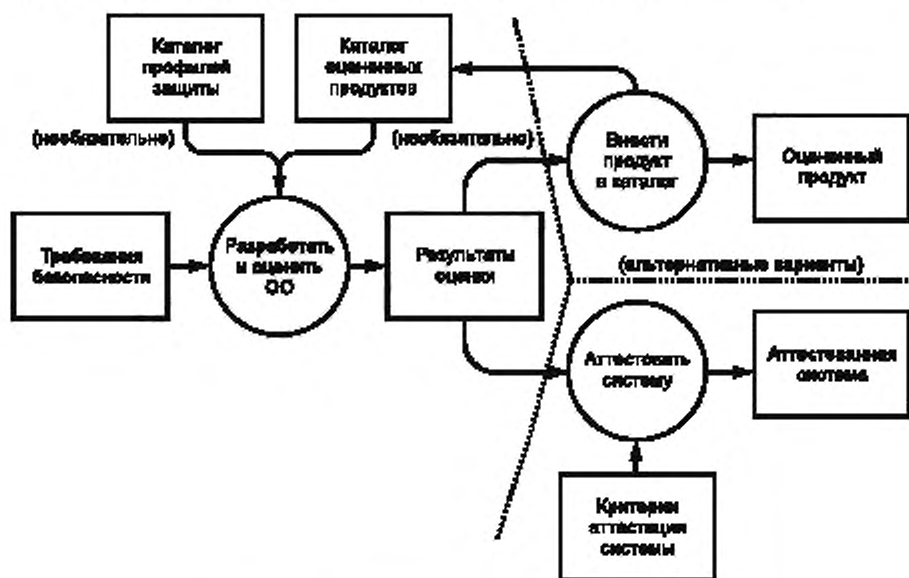 Каталог
профилей
защиты
Каталог
оцененных
продуктов
(необязательно)
(необязательно)
Внести
продукт
в каталог
Оцененный
продукт
Требования
безопасности
Разработать
и оценить
ОО
Результаты
оценки
(альтернативные варианты)
Аттестовать
систему
Аттестованная
система
Критерии
аттестации
системы